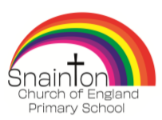 Snainton
Church of England
Primary School